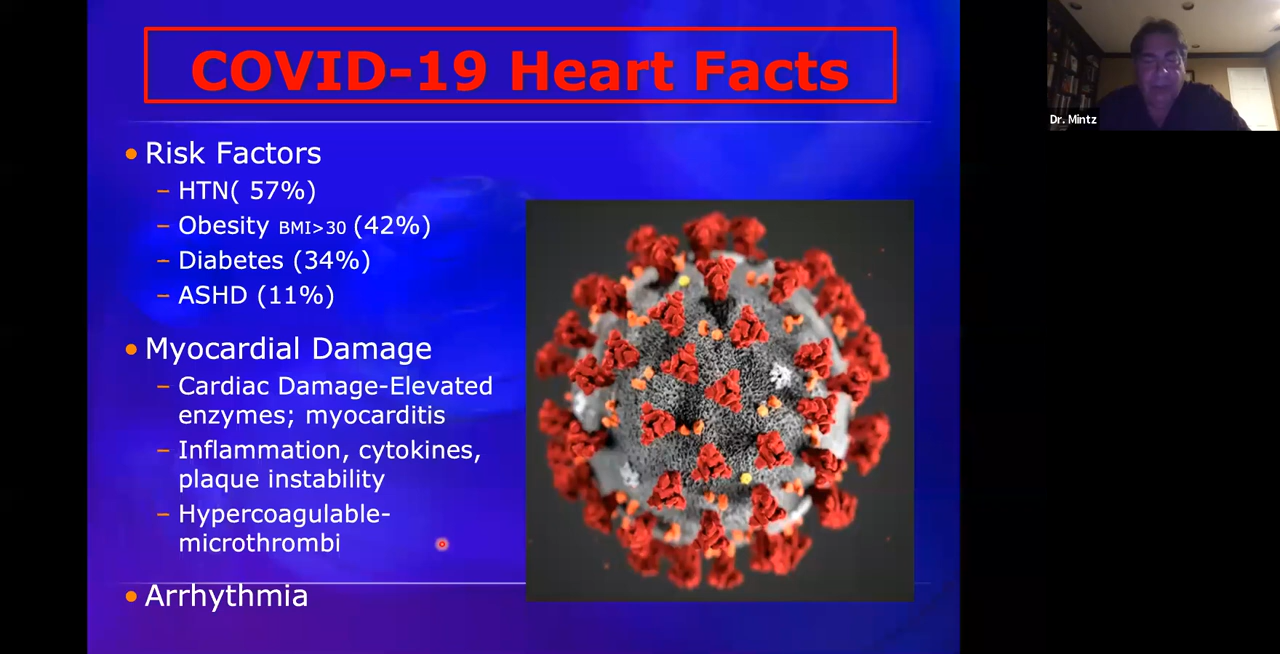 COVID-19 Heart Facts
Dr. Mintz
• Risk Factors
– HTN( 57%)
– Obesity BMI>30 (42%)
– Diabetes (34%)
– ASHD (11%)
• Myocardial Damage
– Cardiac Damage-Elevated
enzymes; myocarditis
– Inflammation, cytokines,
plaque instability
– Hypercoagulable-
microthrombi
• Arrhythmia